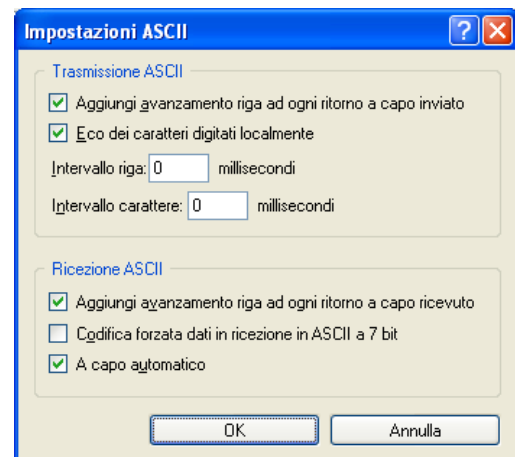 Impostazioni ASCII
Trasmissione ASCII
Aggiungi avanzamento riga ad ogni ritorno a capo inviato
Eco dei caratteri digitati localmente
Intervallo riga: 0 millisecondi
Intervallo carattere: 0 millisecondi
Ricezione ASCII
Aggiungi avanzamento riga ad ogni ritorno a capo ricevuto
Codifica forzata dati in ricezione in ASCII a 7 bit
A capo automatico
OK Annulla